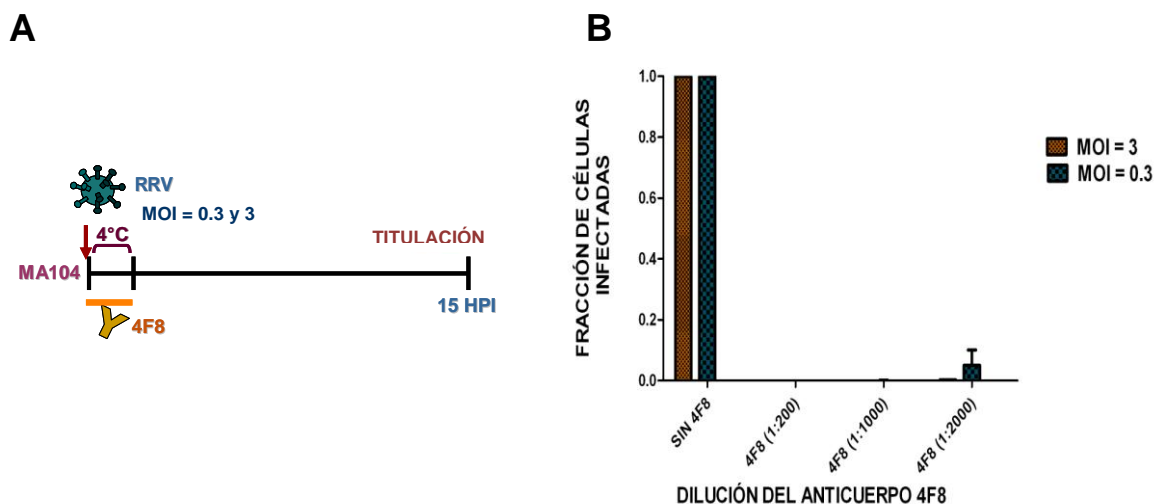 A
RRV
MOI = 0.3 y 3
4°C
TITULACIÓN
MA104
15 HPI
4F8
B
FRACCIÓN DE CÉLULAS
INFECTADAS
1.0
0.8
0.6
0.4
0.2
0.0
SIN 4F8
4F8 (1:200)
4F8 (1:1000)
4F8 (1:2000)
DILUCIÓN DEL ANTICUERPO 4F8
MOI = 3
MOI = 0.3